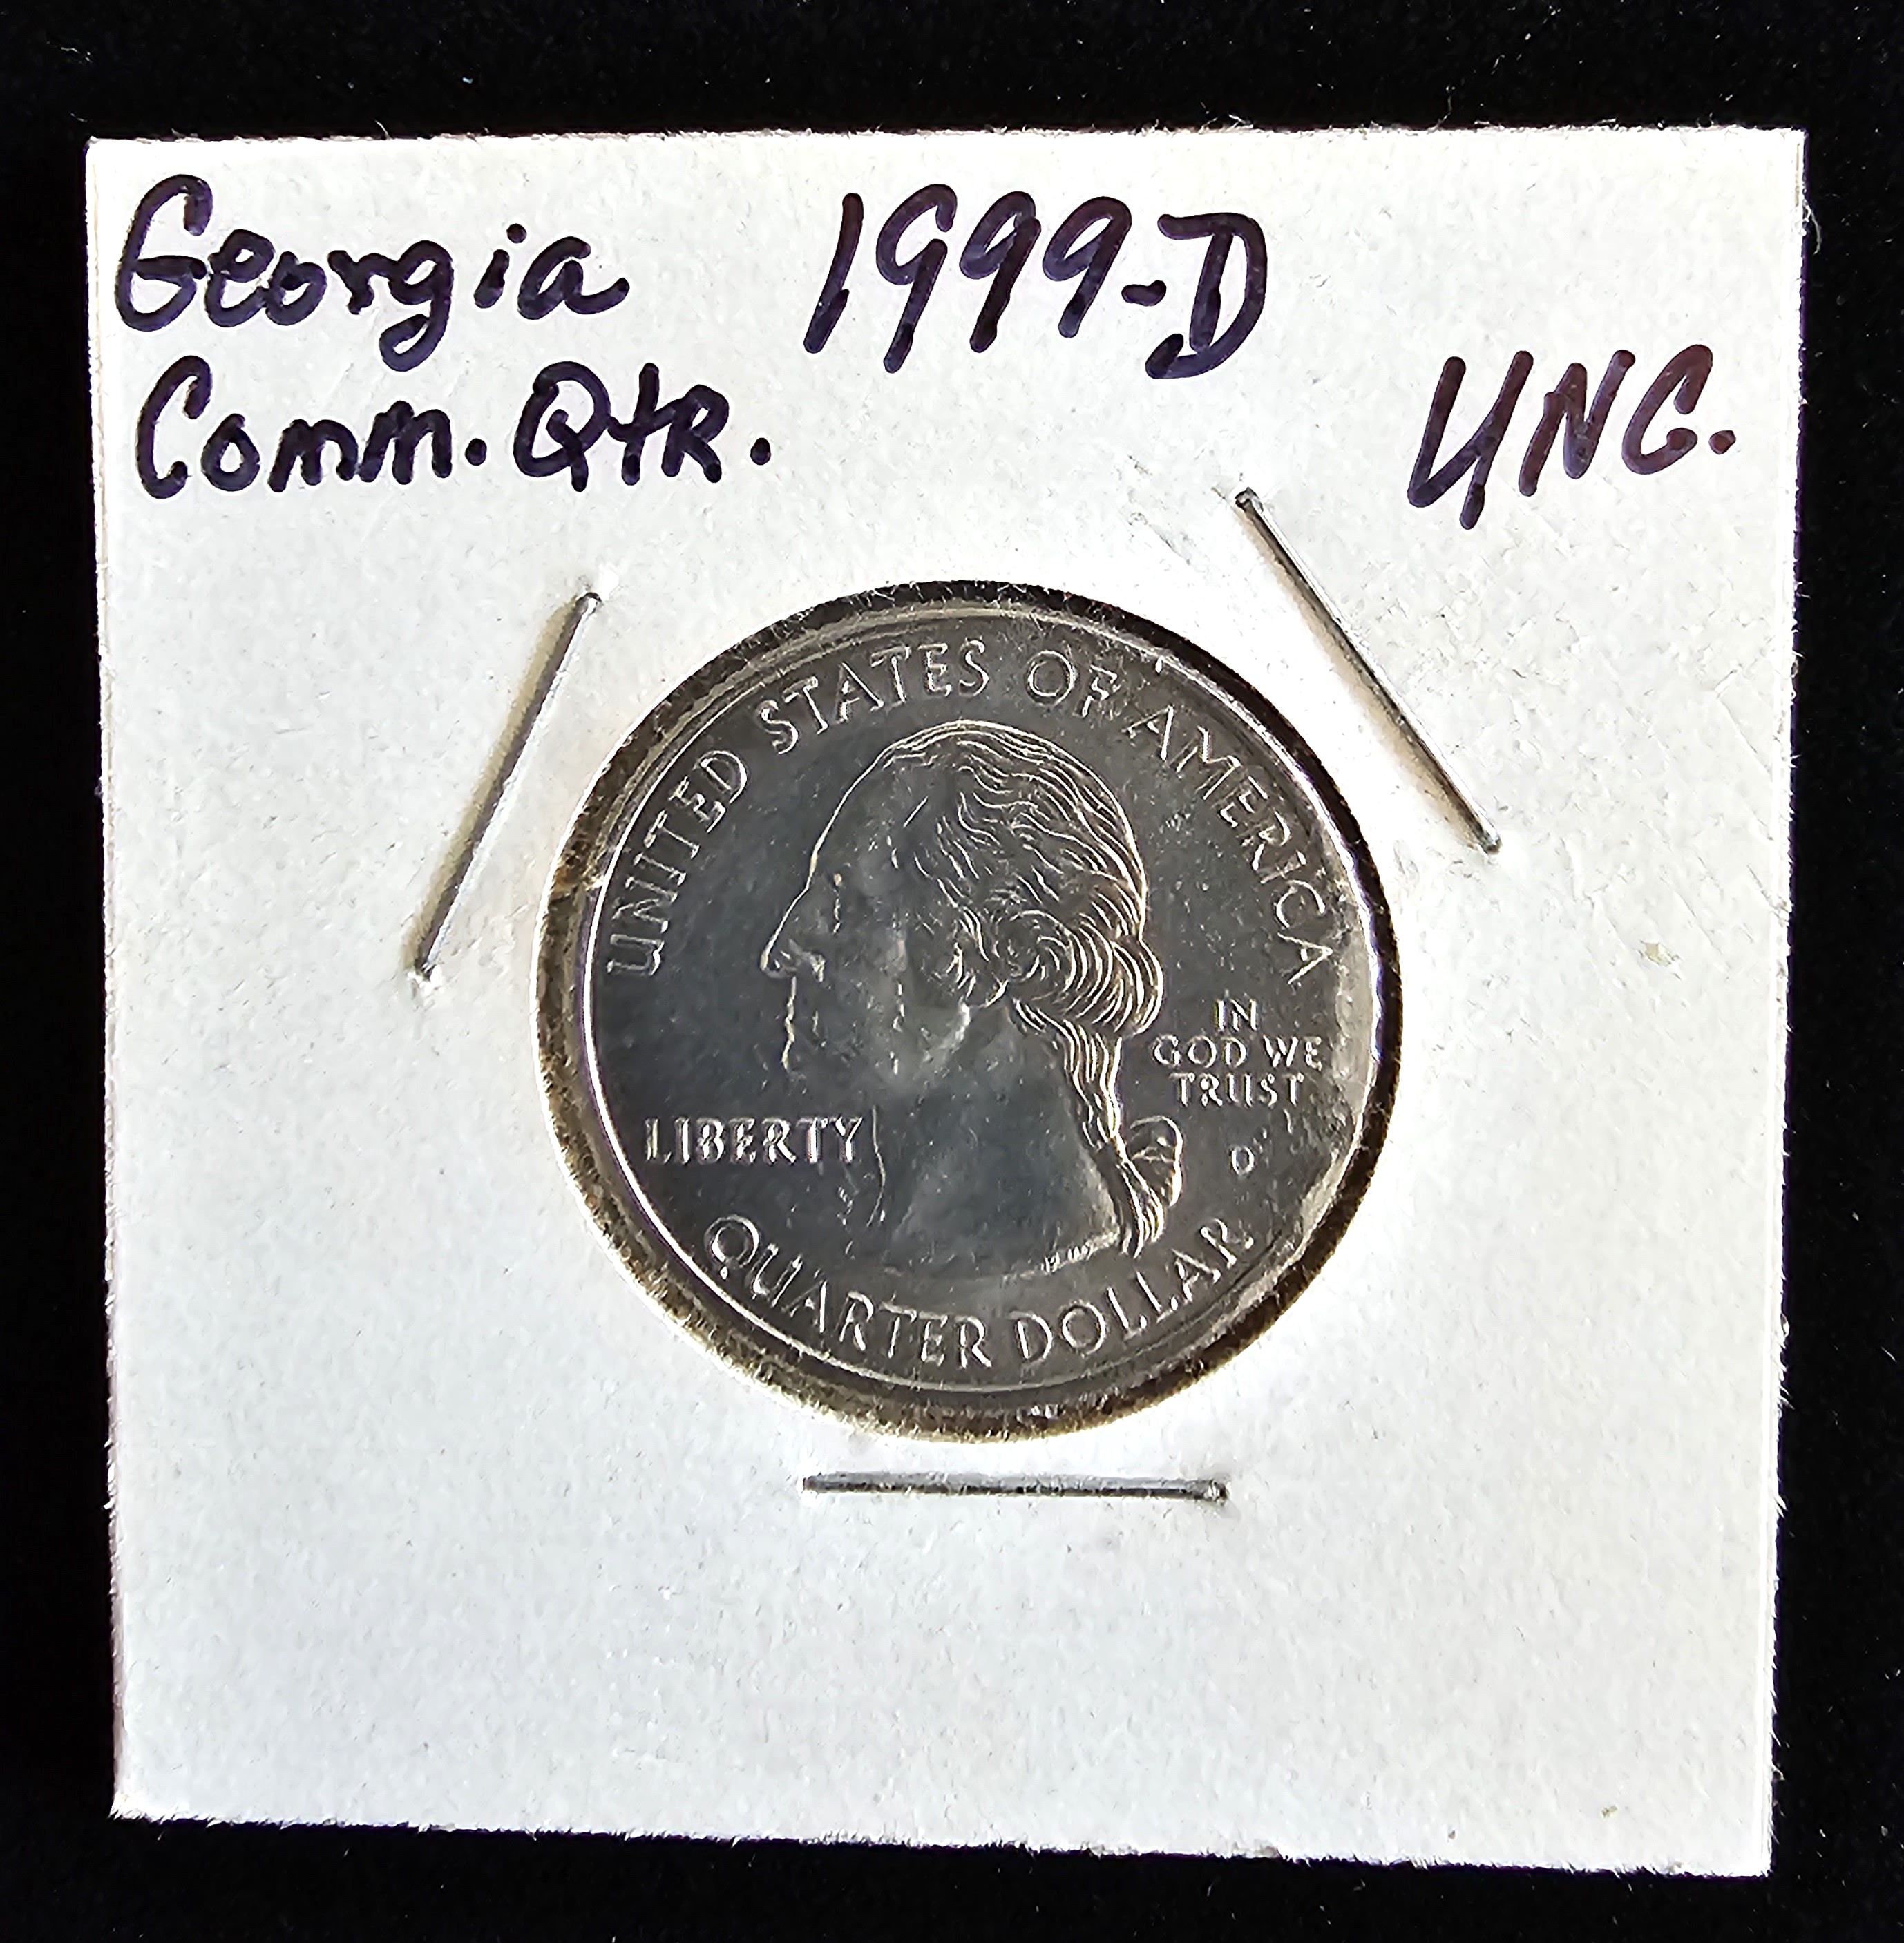 Georgia 1999-D
Comm. QtR. UNC.
UNITED STATES OF AMERICA
IN
GOD WE
TRUST
LIBERTY
D
QUARTER DOLLAR